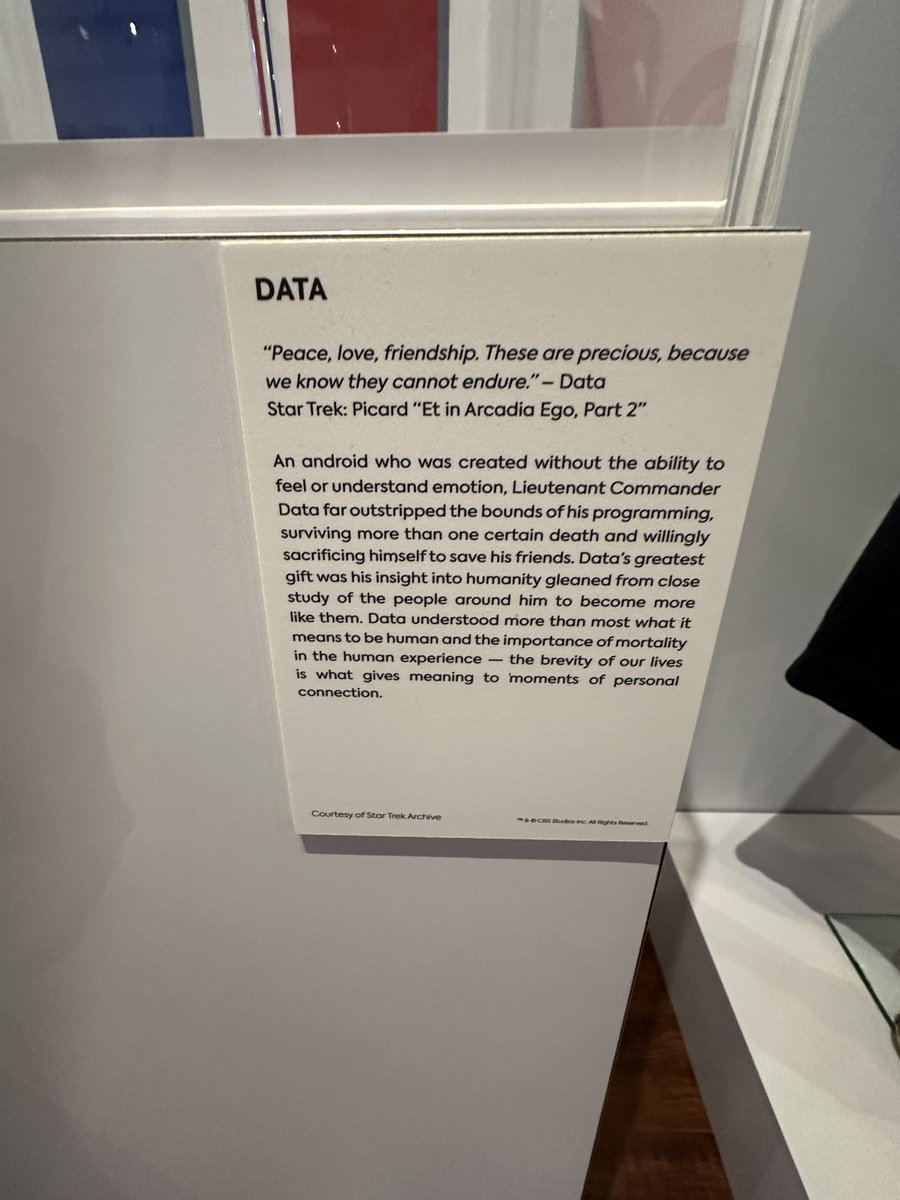 DATA
“Peace, love, friendship. These are precious, because
we know they cannot endure.” – Data
Star Trek: Picard “Et in Arcadia Ego, Part 2”
An android who was created without the ability to
feel or understand emotion, Lieutenant Commander
Data far outstripped the bounds of his programming,
surviving more than one certain death and willingly
sacrificing himself to save his friends. Data’s greatest
gift was his insight into humanity gleaned from close
study of the people around him to become more
like them. Data understood more than most what it
means to be human and the importance of mortality
in the human experience — the brevity of our lives
is what gives meaning to moments of personal
connection.
Courtesy of Star Trek Archive
™ & © CBS Studios Inc. All Rights Reserved.